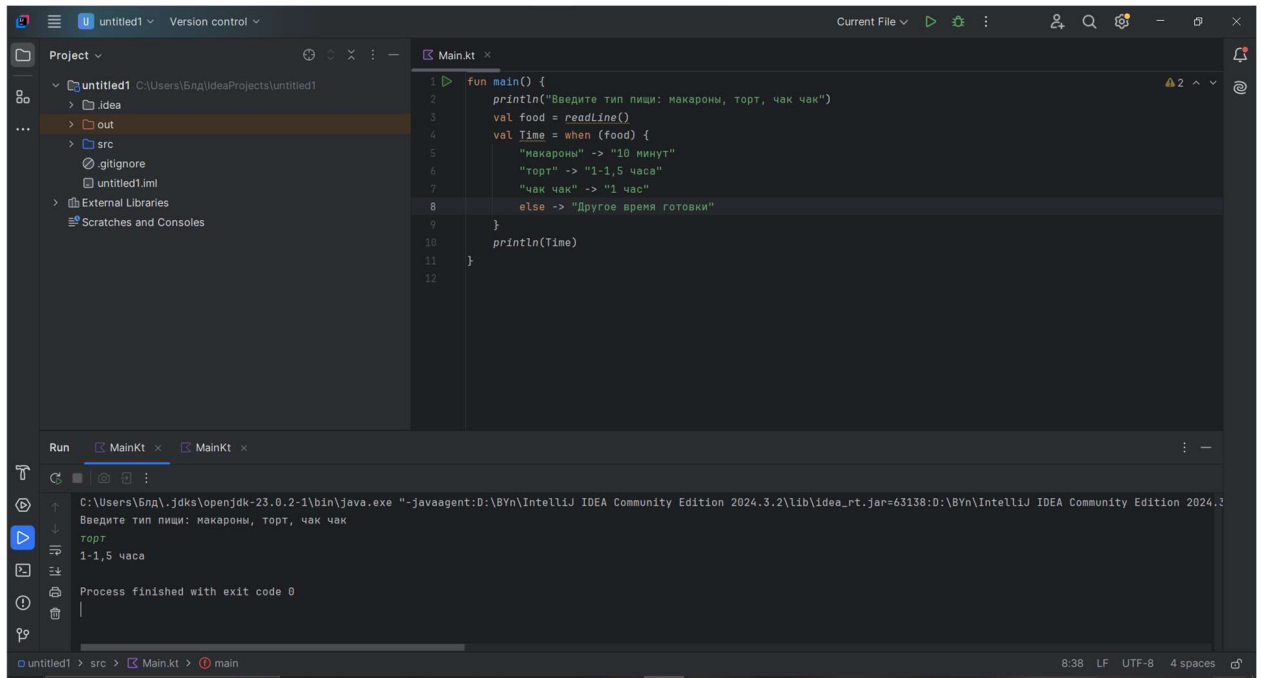 U untitled1 Version control Current File
Project
Main.kt
untitled1 C:\Users\Блд\IdeaProjects\untitled1
.idea
out
src
.gitignore
untitled1.iml
External Libraries
Scratches and Consoles
1 fun main() {
2 println("Введите тип пищи: макароны, торт, чак чак")
3 val food = readLine()
4 val Time = when (food) {
5 "макароны" -> "10 минут"
6 "торт" -> "1-1,5 часа"
7 "чак чак" -> "1 час"
8 else -> "Другое время готовки"
9 }
10 println(Time)
11 }
12
2
Run MainKt MainKt
C:\Users\Блд\.jdks\openjdk-23.0.2-1\bin\java.exe "-javaagent:D:\BYn\IntelliJ IDEA Community Edition 2024.3.2\lib\idea_rt.jar=63138:D:\BYn\IntelliJ IDEA Community Edition 2024.3
Введите тип пищи: макароны, торт, чак чак
торт
1-1,5 часа
Process finished with exit code 0
untitled1 > src > Main.kt > main 8:38 LF UTF-8 4 spaces